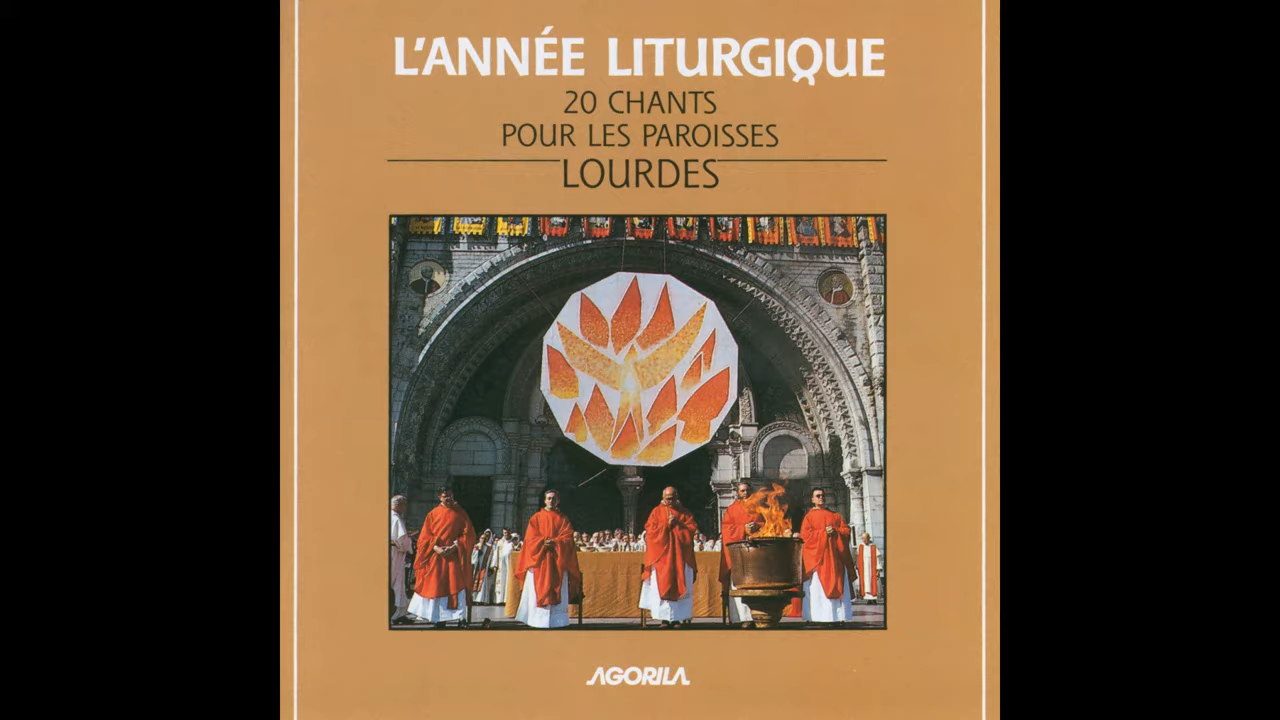 L'ANNÉE LITURGIQUE
20 CHANTS
POUR LES PAROISSES
LOURDES
AGORILA